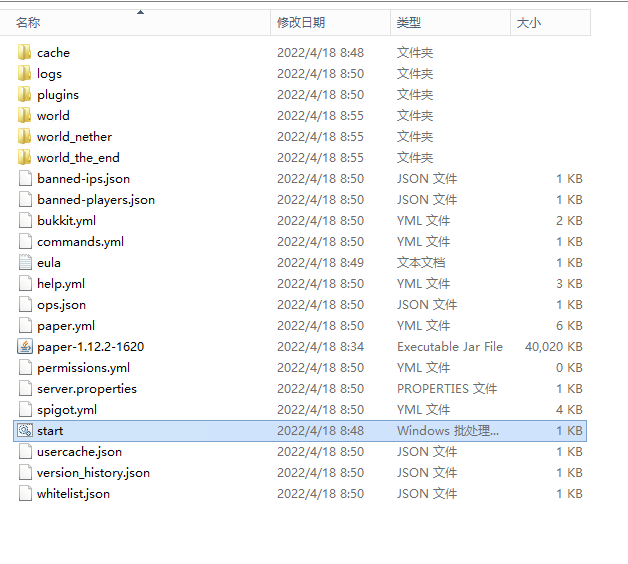 名称 修改日期 类型 大小
cache 2022/4/18 8:48 文件夹
logs 2022/4/18 8:50 文件夹
plugins 2022/4/18 8:50 文件夹
world 2022/4/18 8:55 文件夹
world_nether 2022/4/18 8:55 文件夹
world_the_end 2022/4/18 8:55 文件夹
banned-ips.json 2022/4/18 8:50 JSON 文件 1 KB
banned-players.json 2022/4/18 8:50 JSON 文件 1 KB
bukkit.yml 2022/4/18 8:50 YML 文件 2 KB
commands.yml 2022/4/18 8:50 YML 文件 1 KB
eula 2022/4/18 8:49 文本文档 1 KB
help.yml 2022/4/18 8:50 YML 文件 3 KB
ops.json 2022/4/18 8:50 JSON 文件 1 KB
paper.yml 2022/4/18 8:50 YML 文件 6 KB
paper-1.12.2-1620 2022/4/18 8:34 Executable Jar File 40,020 KB
permissions.yml 2022/4/18 8:50 YML 文件 0 KB
server.properties 2022/4/18 8:50 PROPERTIES 文件 1 KB
spigot.yml 2022/4/18 8:50 YML 文件 4 KB
start 2022/4/18 8:48 Windows 批处理... 1 KB
usercache.json 2022/4/18 8:50 JSON 文件 1 KB
version_history.json 2022/4/18 8:50 JSON 文件 1 KB
whitelist.json 2022/4/18 8:50 JSON 文件 1 KB